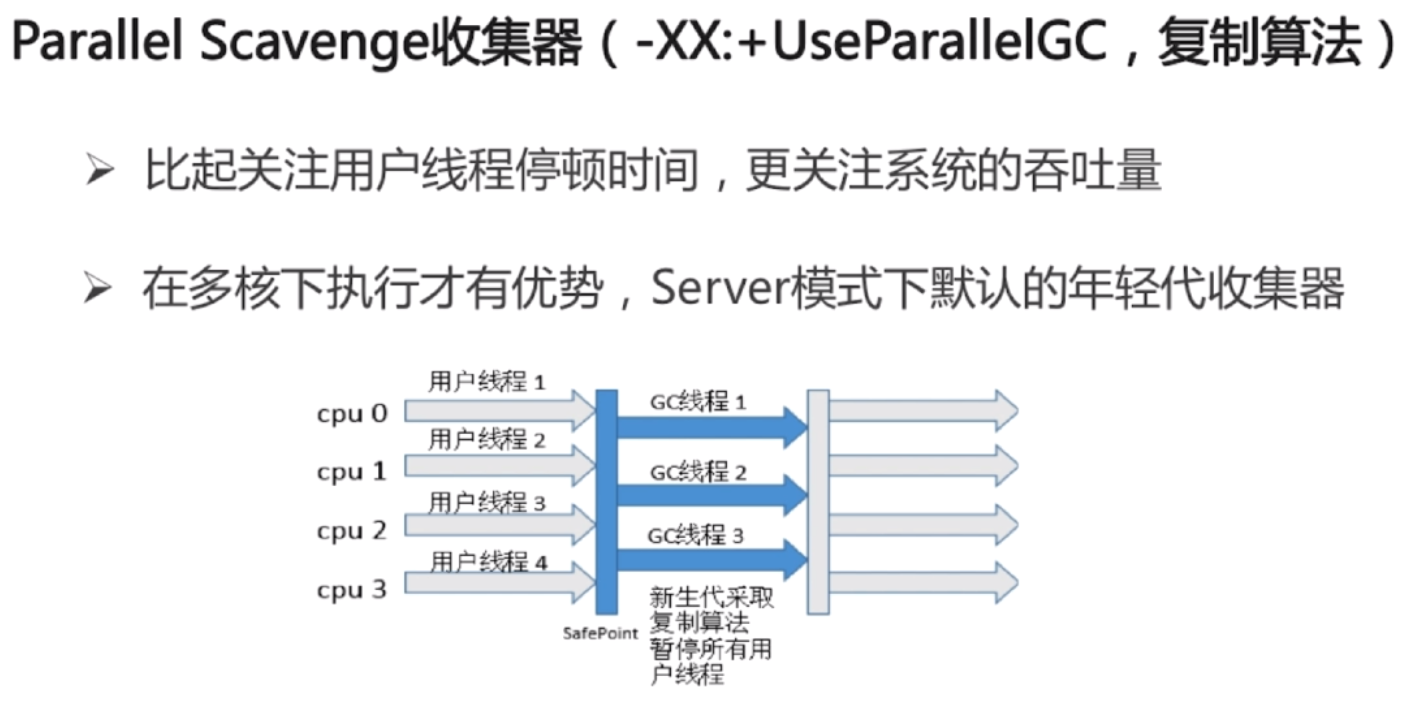 Parallel Scavenge收集器（-XX:+UseParallelGC，复制算法）
比起关注用户线程停顿时间，更关注系统的吞吐量
在多核下执行才有优势，Server模式下默认的年轻代收集器
用户线程 1
cpu 0
GC线程 1
用户线程 2
cpu 1
GC线程 2
用户线程 3
cpu 2
GC线程 3
用户线程 4
cpu 3
SafePoint
新生代采取
复制算法
暂停所有用
户线程